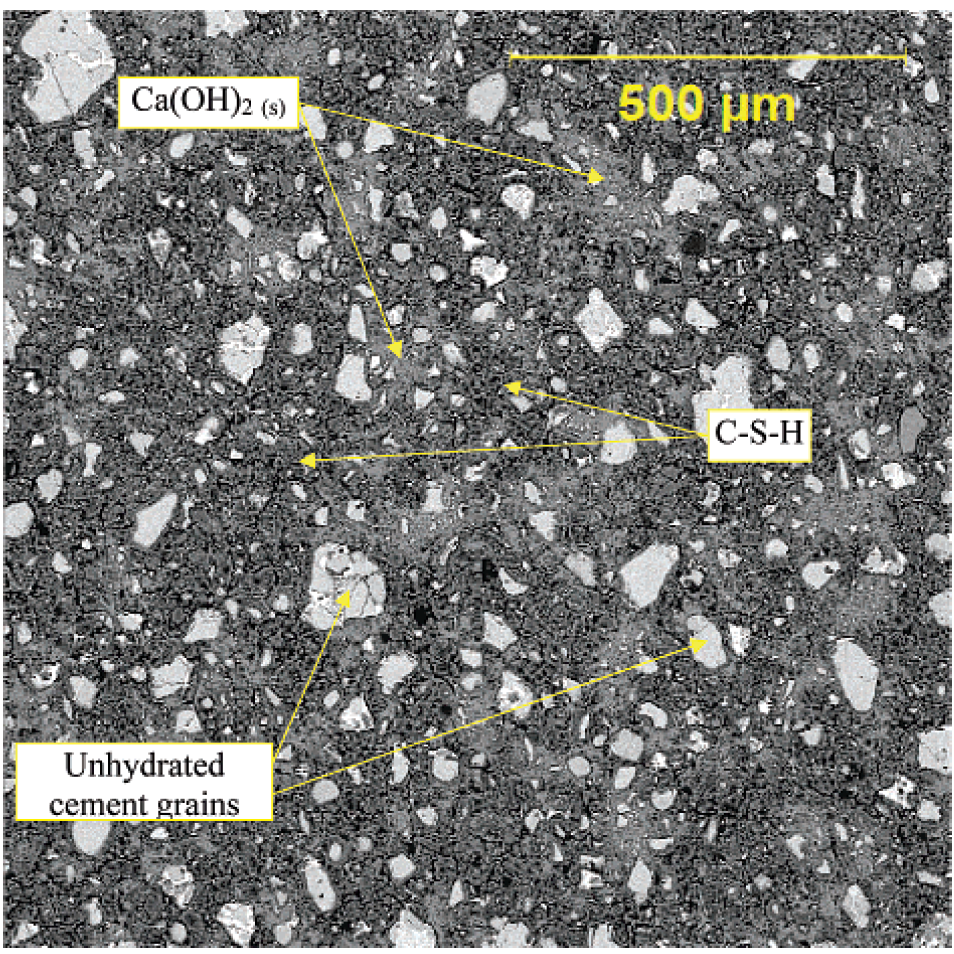 500 µm
Ca(OH)2 (s)
C-S-H
Unhydrated
cement grains